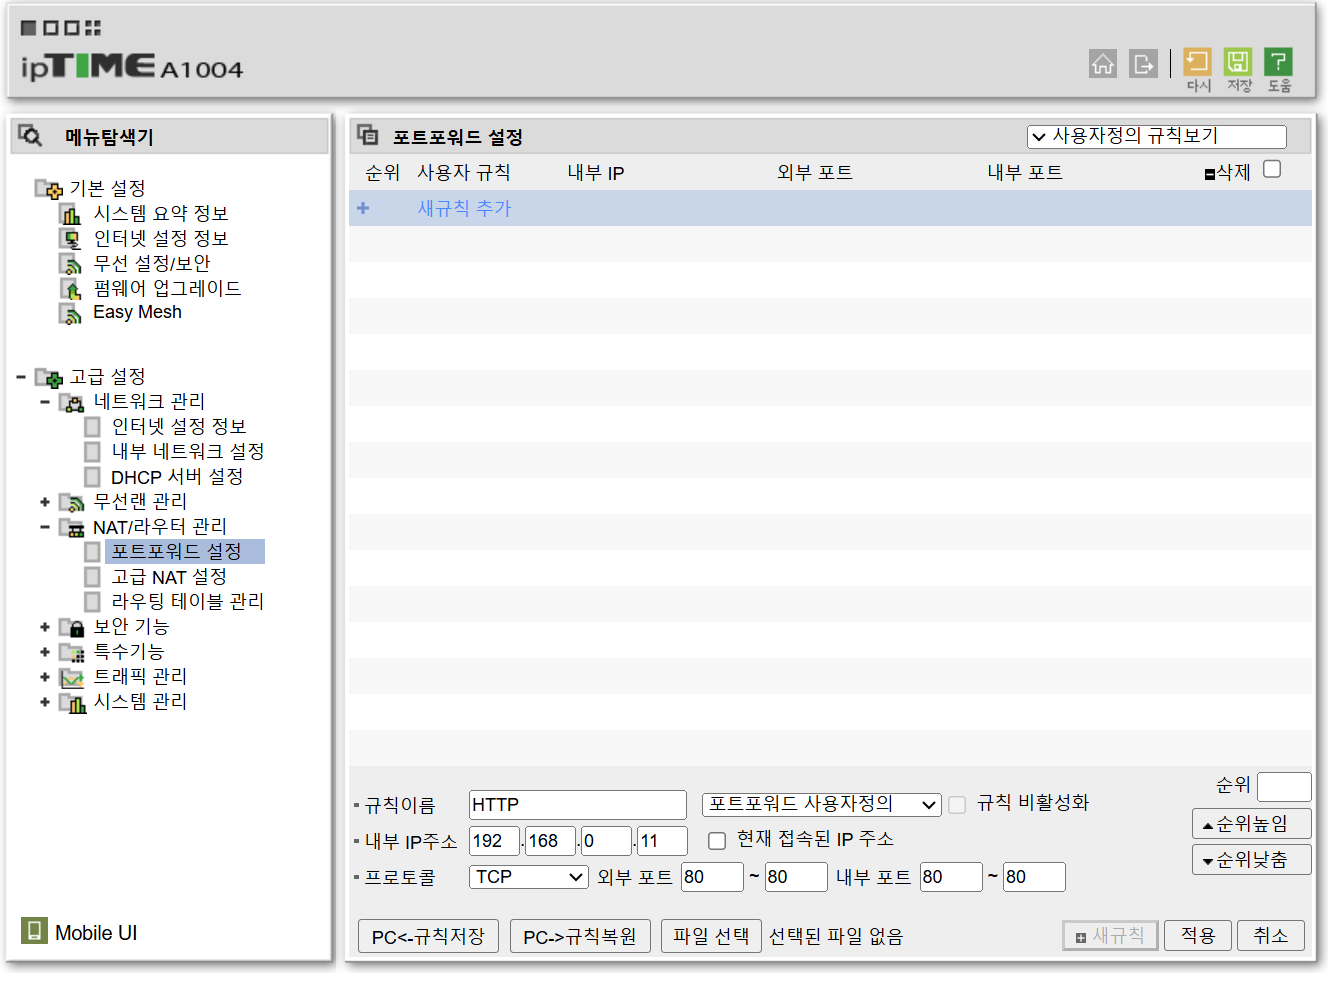 ipTIME A1004
다시 저장 도움
메뉴탐색기
기본 설정
시스템 요약 정보
인터넷 설정 정보
무선 설정/보안
펌웨어 업그레이드
Easy Mesh
고급 설정
네트워크 관리
인터넷 설정 정보
내부 네트워크 설정
DHCP 서버 설정
무선랜 관리
NAT/라우터 관리
포트포워드 설정
고급 NAT 설정
라우팅 테이블 관리
보안 기능
특수기능
트래픽 관리
시스템 관리
Mobile UI
포트포워드 설정 사용자정의 규칙보기
순위 사용자 규칙 내부 IP 외부 포트 내부 포트 삭제
+ 새규칙 추가
순위
규칙이름 HTTP 포트포워드 사용자정의 규칙 비활성화
순위높임
내부 IP주소 192.168.0.11 현재 접속된 IP 주소
순위낮춤
프로토콜 TCP 외부 포트 80 ~ 80 내부 포트 80 ~ 80
PC<-규칙저장 PC->규칙복원 파일 선택 선택된 파일 없음 새규칙 적용 취소